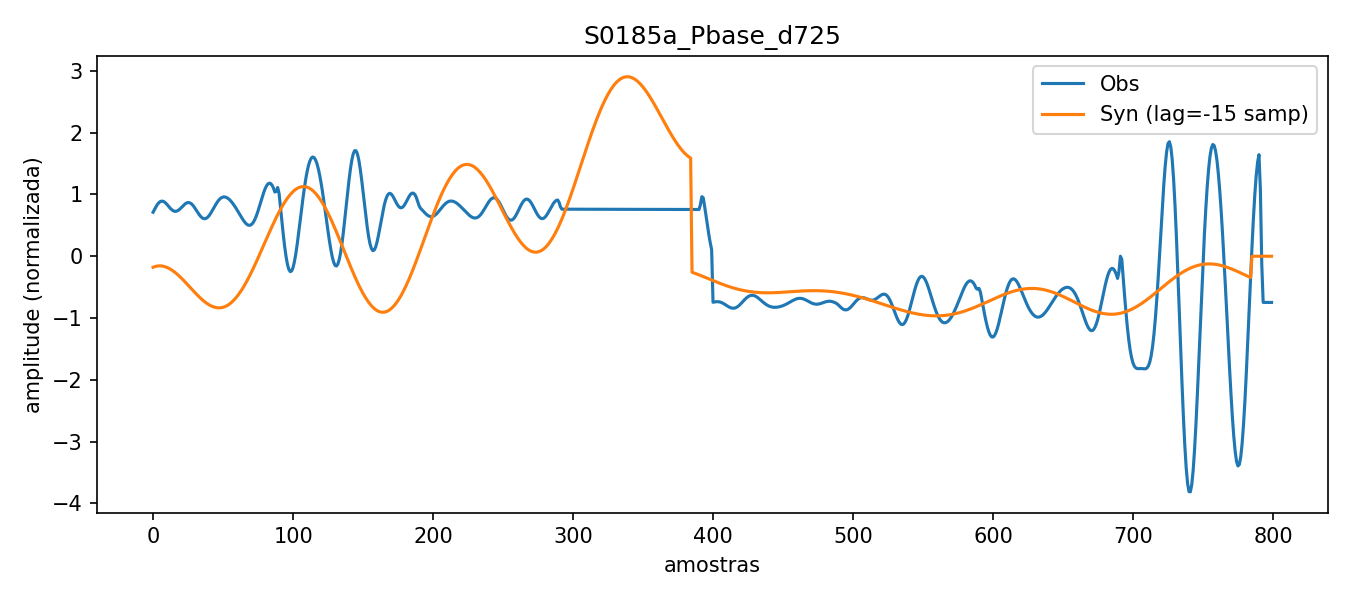 S0185a_Pbase_d725
Obs
Syn (lag=-15 samp)
amplitude (normalizada)
3
2
1
0
−1
−2
−3
−4
0 100 200 300 400 500 600 700 800
amostras